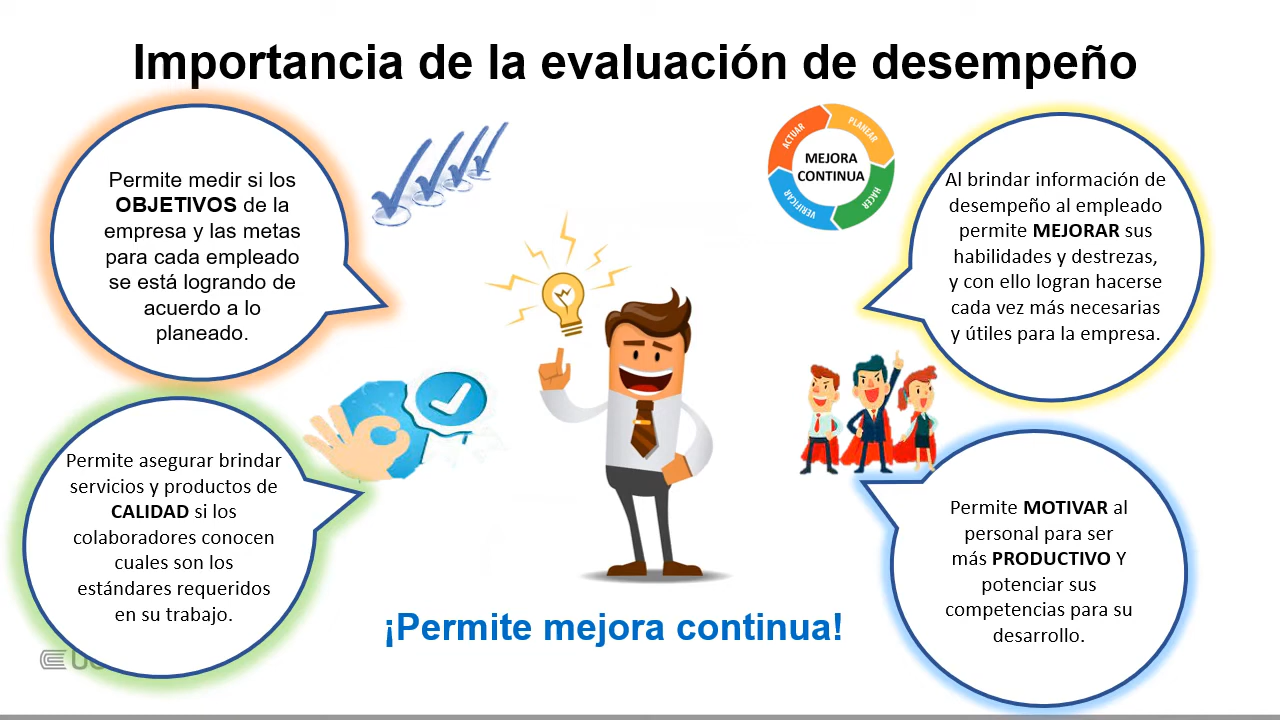 Importancia de la evaluación de desempeño
Permite medir si los
OBJETIVOS de la
empresa y las metas
para cada empleado
se está logrando de
acuerdo a lo
planeado.
ACTUAR
PLANEAR
MEJORA
CONTINUA
VERIFICAR
HACER
Al brindar información de
desempeño al empleado
permite MEJORAR sus
habilidades y destrezas,
y con ello logran hacerse
cada vez más necesarias
y útiles para la empresa.
Permite asegurar brindar
servicios y productos de
CALIDAD si los
colaboradores conocen
cuales son los
estándares requeridos
en su trabajo.
Permite MOTIVAR al
personal para ser
más PRODUCTIVO Y
potenciar sus
competencias para su
desarrollo.
¡Permite mejora continua!